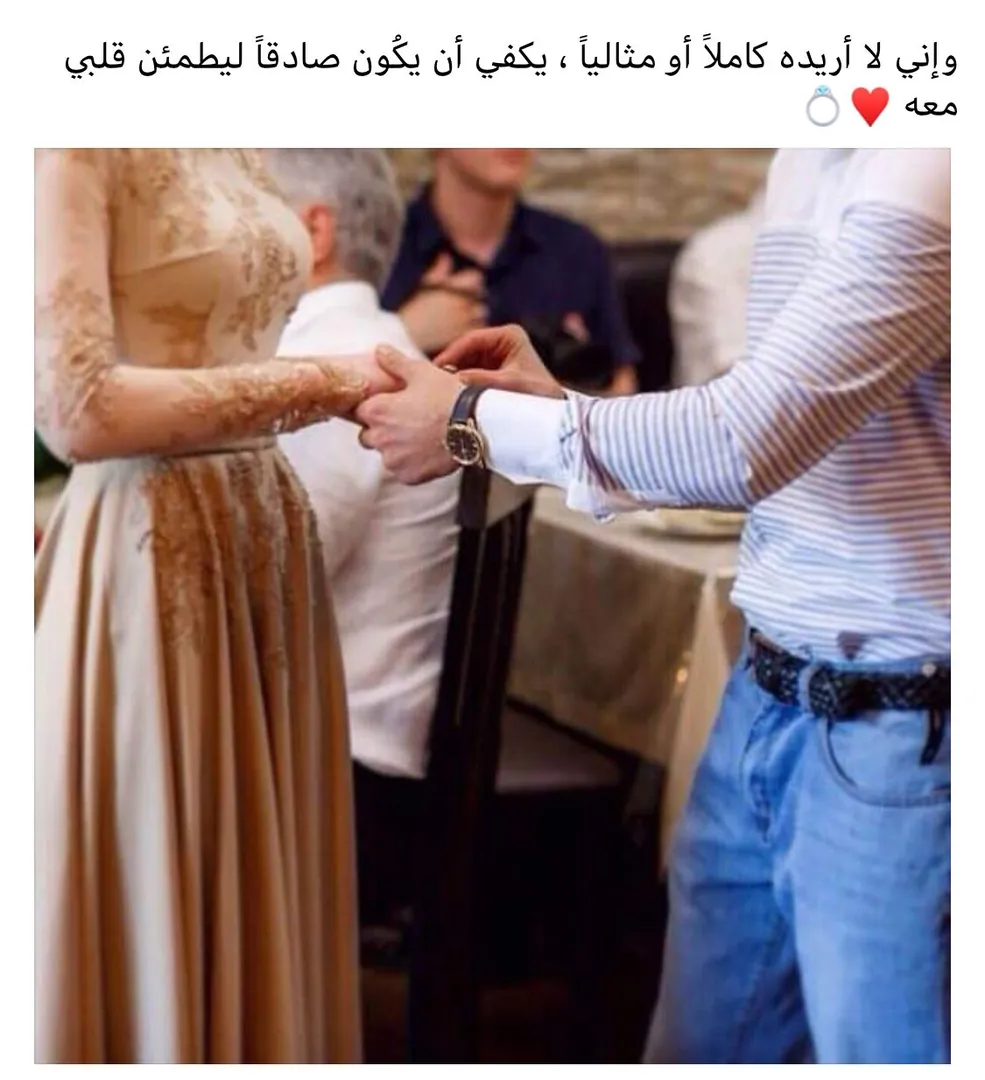 وإني لا أريده كاملاً أو مثالياً ، يكفي أن يكُون صادقاً ليطمئن قلبي
معه ♥️💍